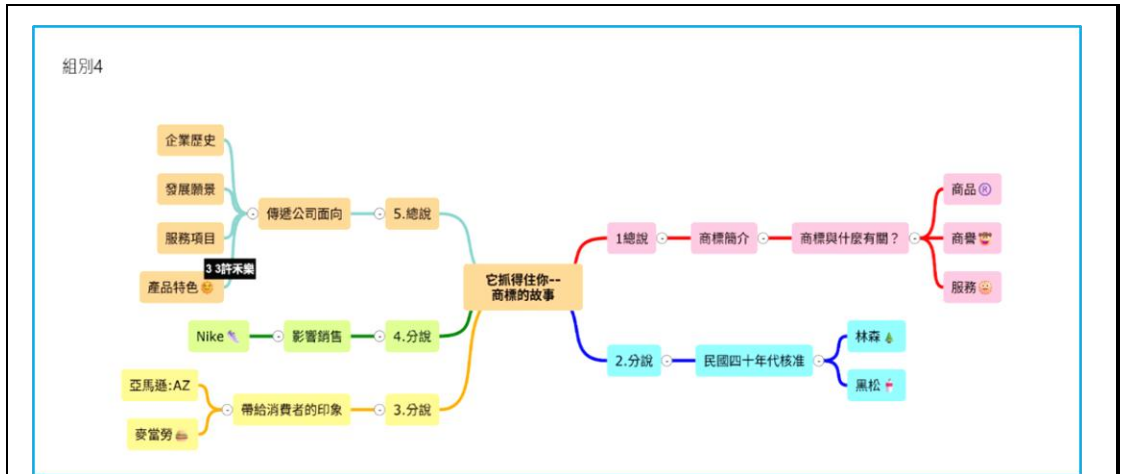 組別4
它抓得住你--
商標的故事
1總說
商標簡介
商標與什麼有關？
商品®
商譽
服務
2.分說
民國四十年代核准
林森
黑松
3.分說
帶給消費者的印象
亞馬遜:AZ
麥當勞
4.分說
影響銷售
Nike
5.總說
傳遞公司面向
企業歷史
發展願景
服務項目
產品特色
3 3許禾樂